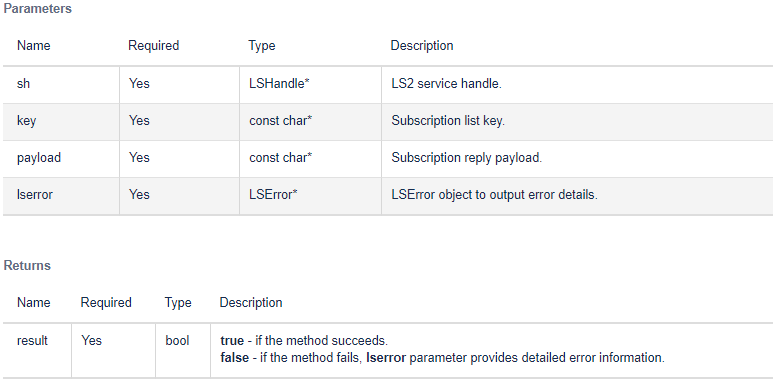 Parameters
Name Required Type Description
sh Yes LSHandle* LS2 service handle.
key Yes const char* Subscription list key.
payload Yes const char* Subscription reply payload.
lserror Yes LSError* LSError object to output error details.
Returns
Name Required Type Description
result Yes bool true - if the method succeeds.
false - if the method fails, lserror parameter provides detailed error information.